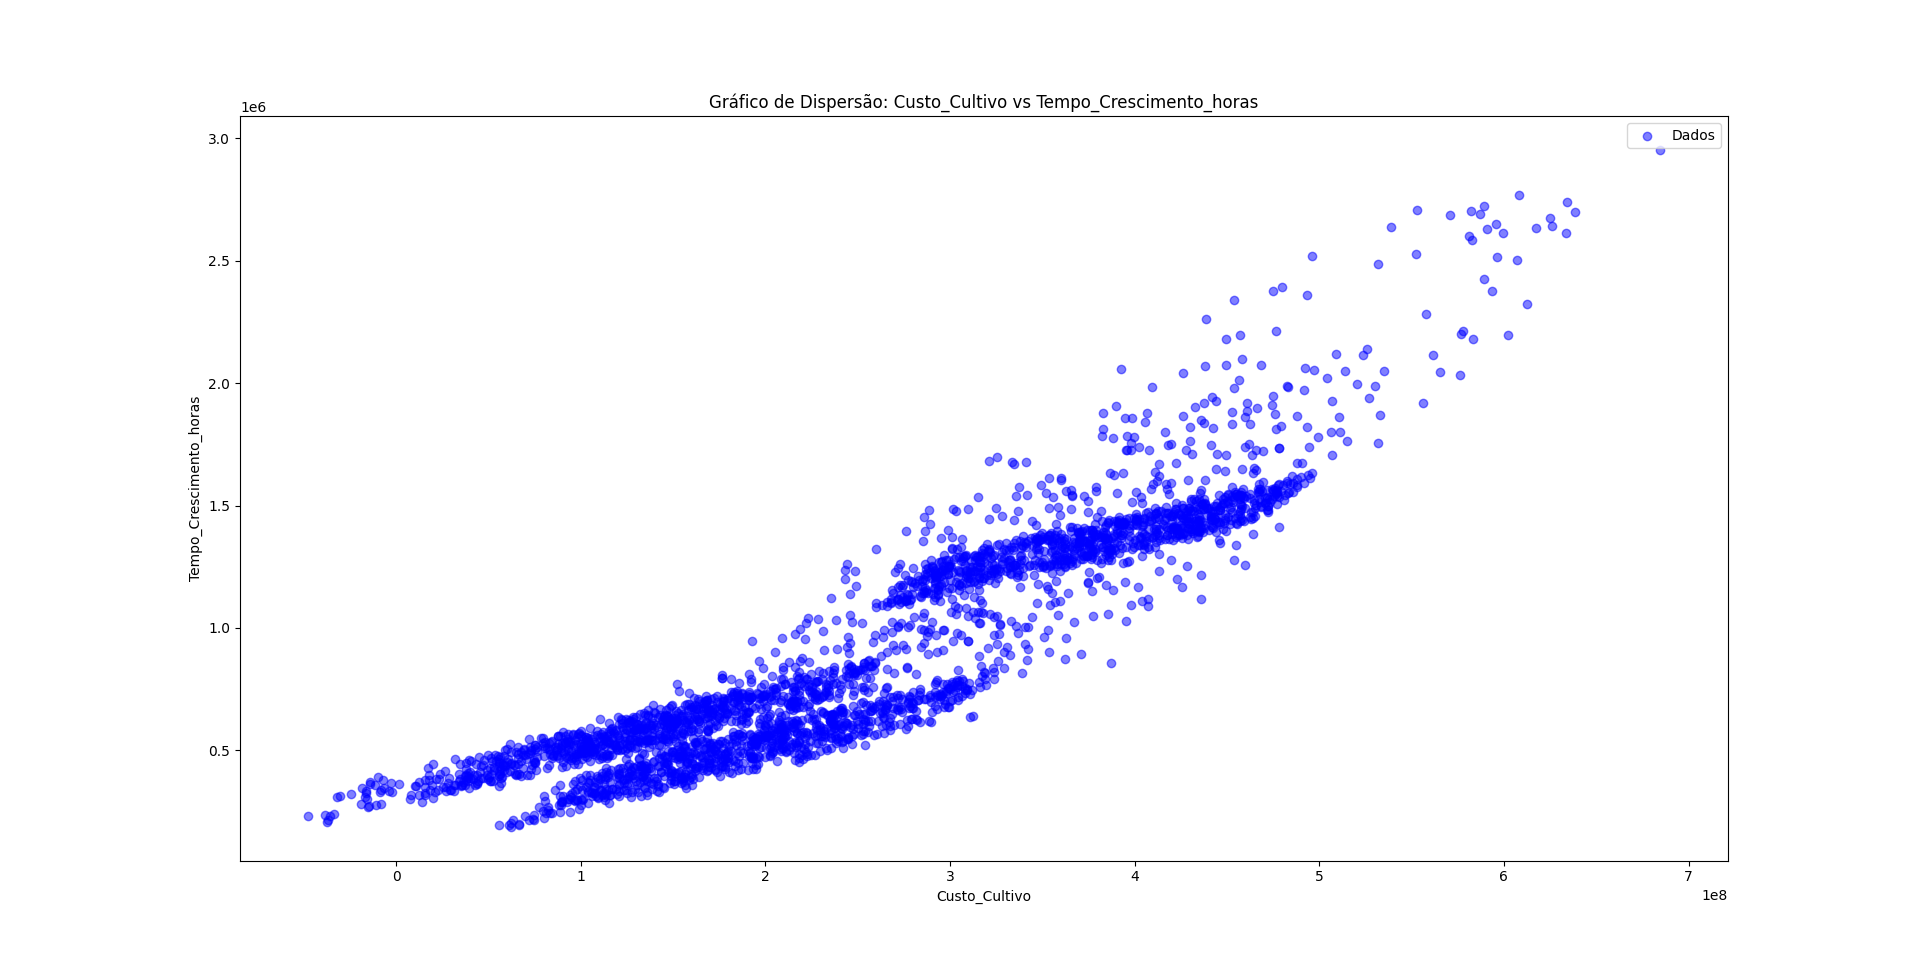 Gráfico de Dispersão: Custo_Cultivo vs Tempo_Crescimento_horas
1e6
Dados
3.0
2.5
2.0
1.5
1.0
0.5
Tempo_Crescimento_horas
0 1 2 3 4 5 6 7
1e8
Custo_Cultivo